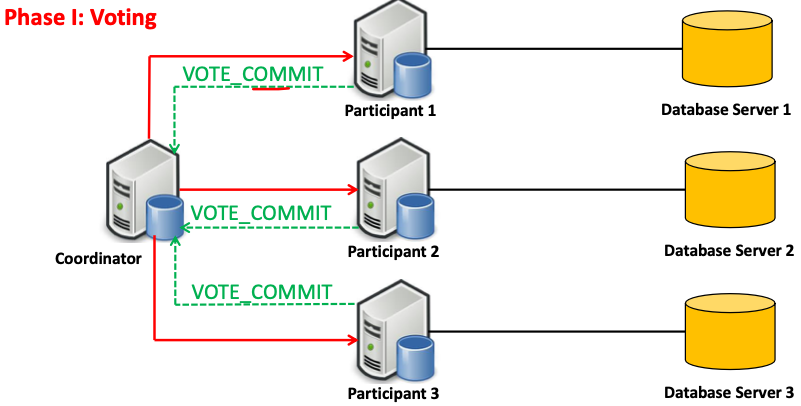 Phase I: Voting
VOTE_COMMIT
Participant 1
Database Server 1
VOTE_COMMIT
Coordinator
Participant 2
Database Server 2
VOTE_COMMIT
Participant 3
Database Server 3